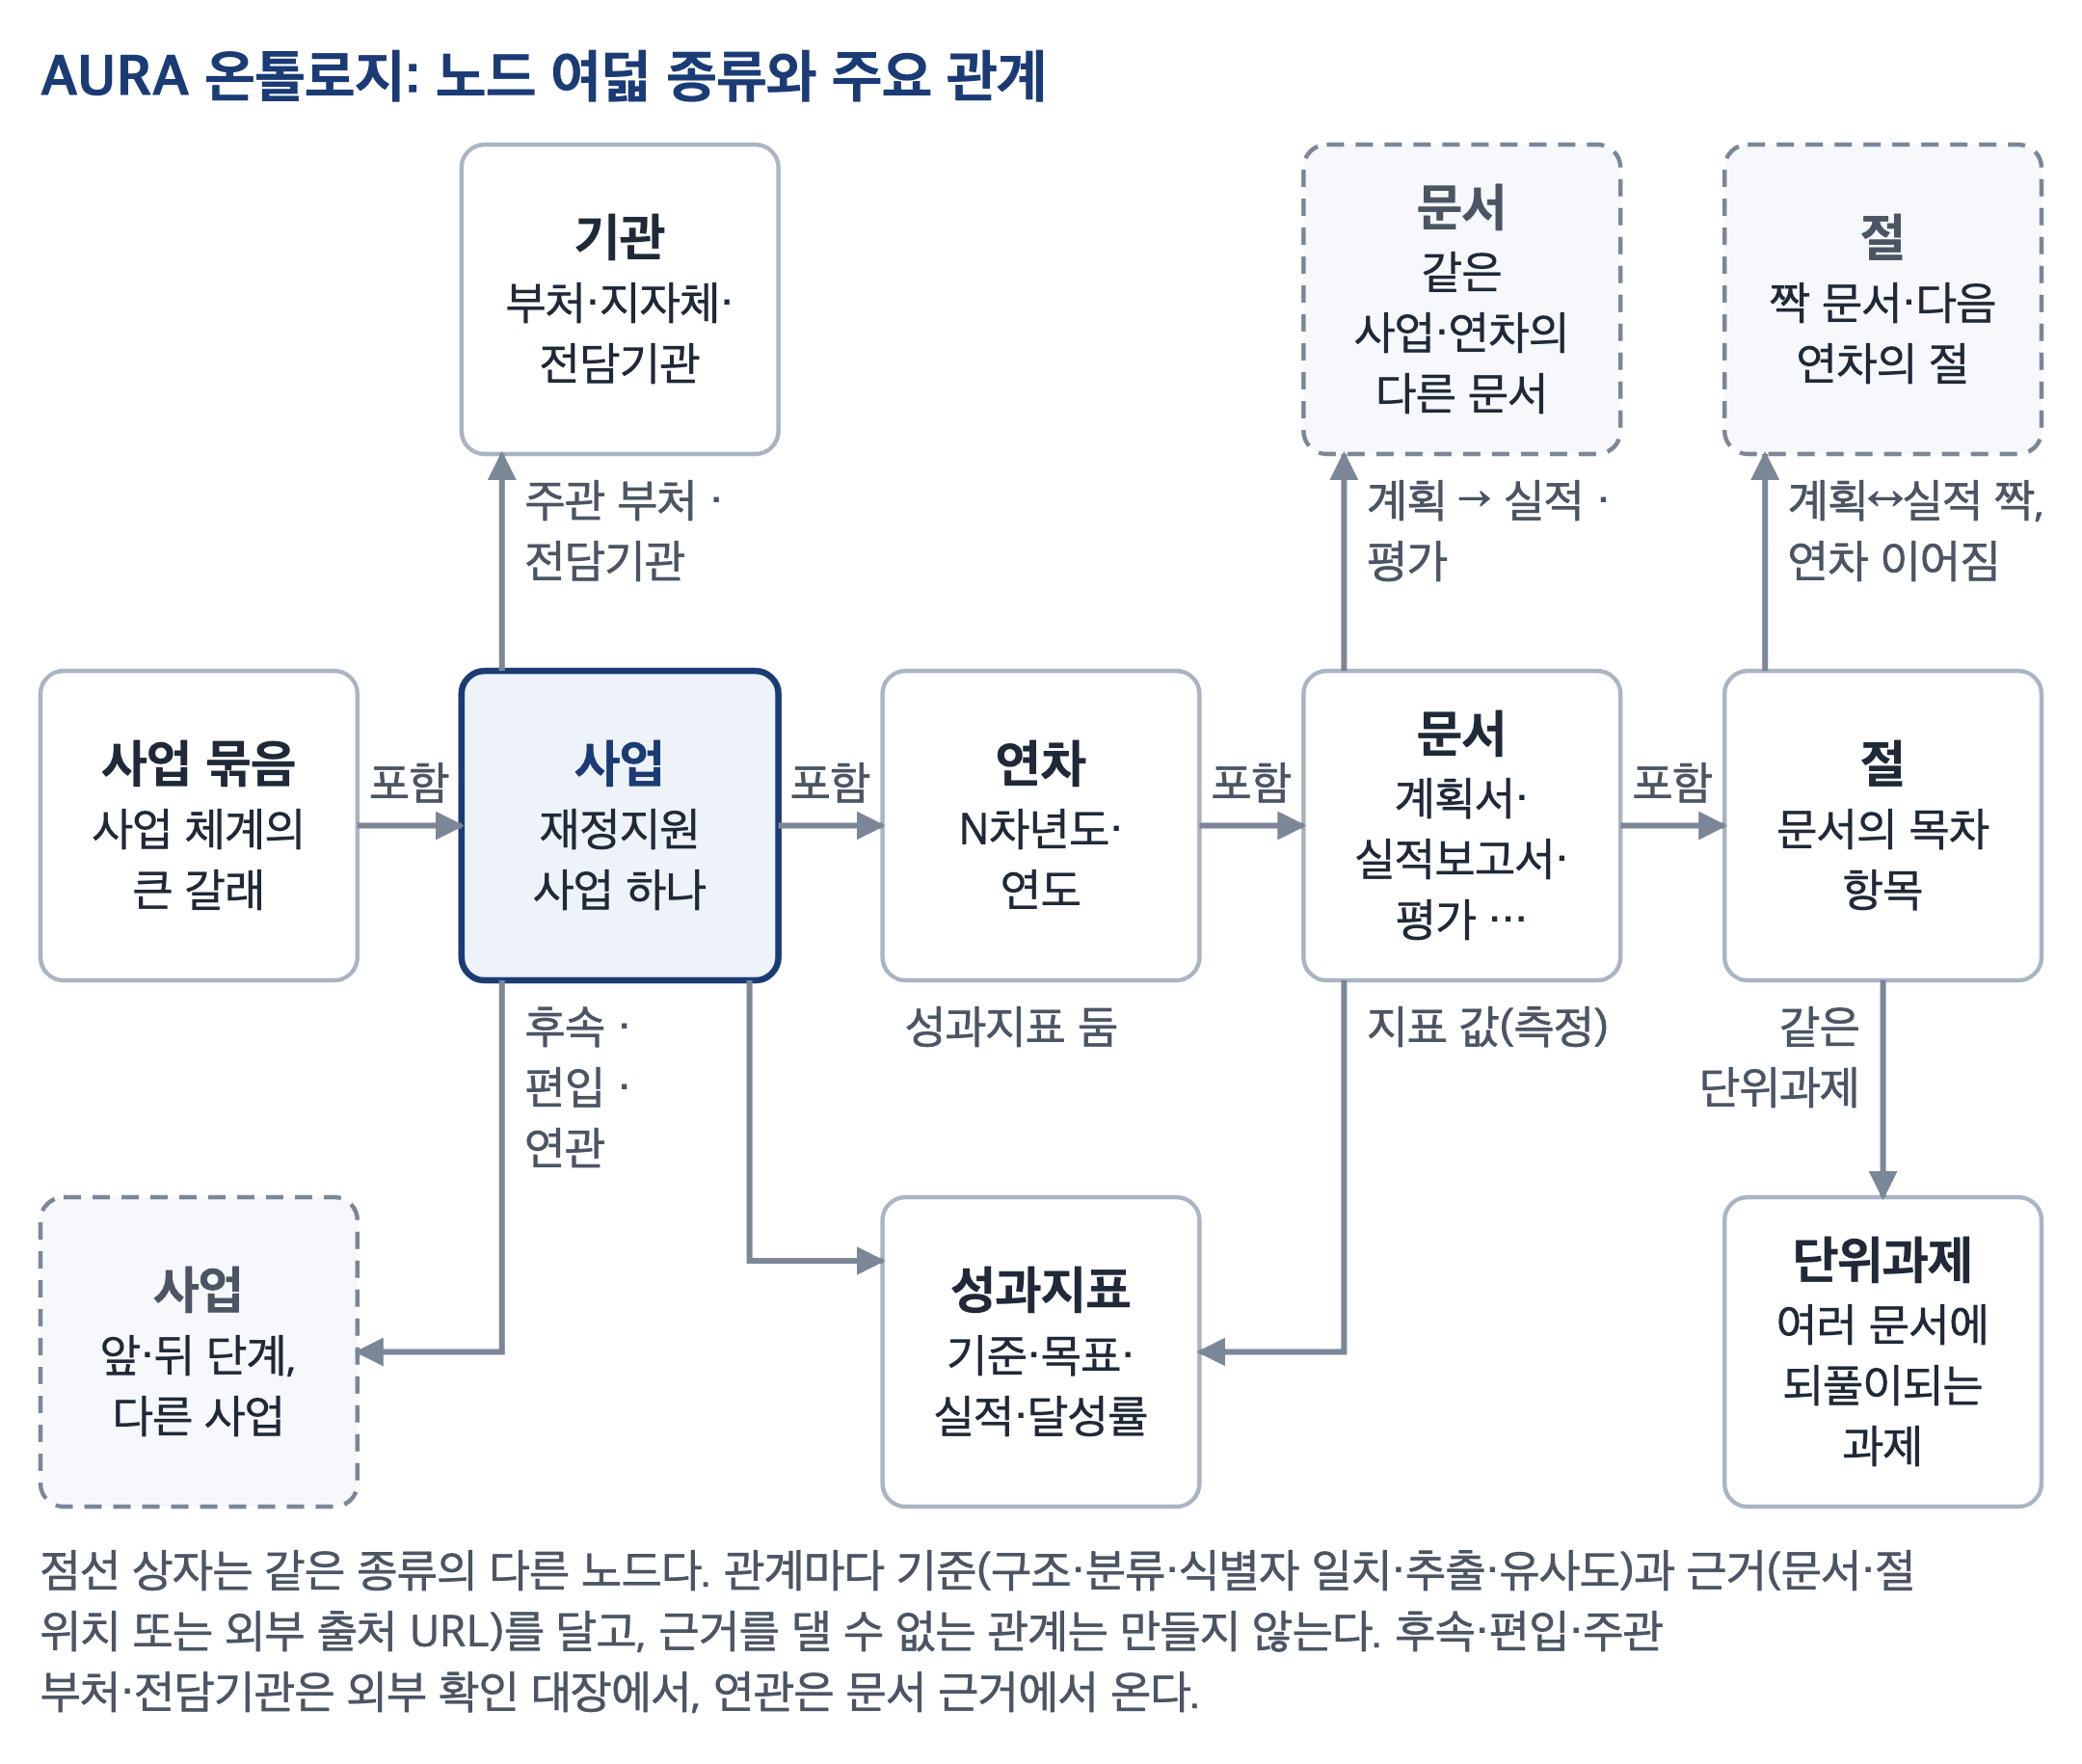 AURA 온톨로지: 노드 여덟 종류와 주요 관계
기관
부처·지자체·
전담기관
문서
같은
사업·연차의
다른 문서
절
짝 문서·다음
연차의 절
주관 부처 ·
전담기관
계획 → 실적 ·
평가
계획↔실적 짝,
연차 이어짐
사업 묶음
사업 체계의
큰 갈래
포함
사업
재정지원
사업 하나
포함
연차
N차년도·
연도
포함
문서
계획서·
실적보고서·
평가 ···
포함
절
문서의 목차
항목
후속 ·
편입 ·
연관
성과지표 둠
지표 값(측정)
같은
단위과제
사업
앞·뒤 단계,
다른 사업
성과지표
기준·목표·
실적·달성률
단위과제
여러 문서에
되풀이되는
과제
점선 상자는 같은 종류의 다른 노드다. 관계마다 기준(구조·분류·식별자 일치·추출·유사도)과 근거(문서·절
위치 또는 외부 출처 URL)를 달고, 근거를 댈 수 없는 관계는 만들지 않는다. 후속·편입·주관
부처·전담기관은 외부 확인 대장에서, 연관은 문서 근거에서 온다.